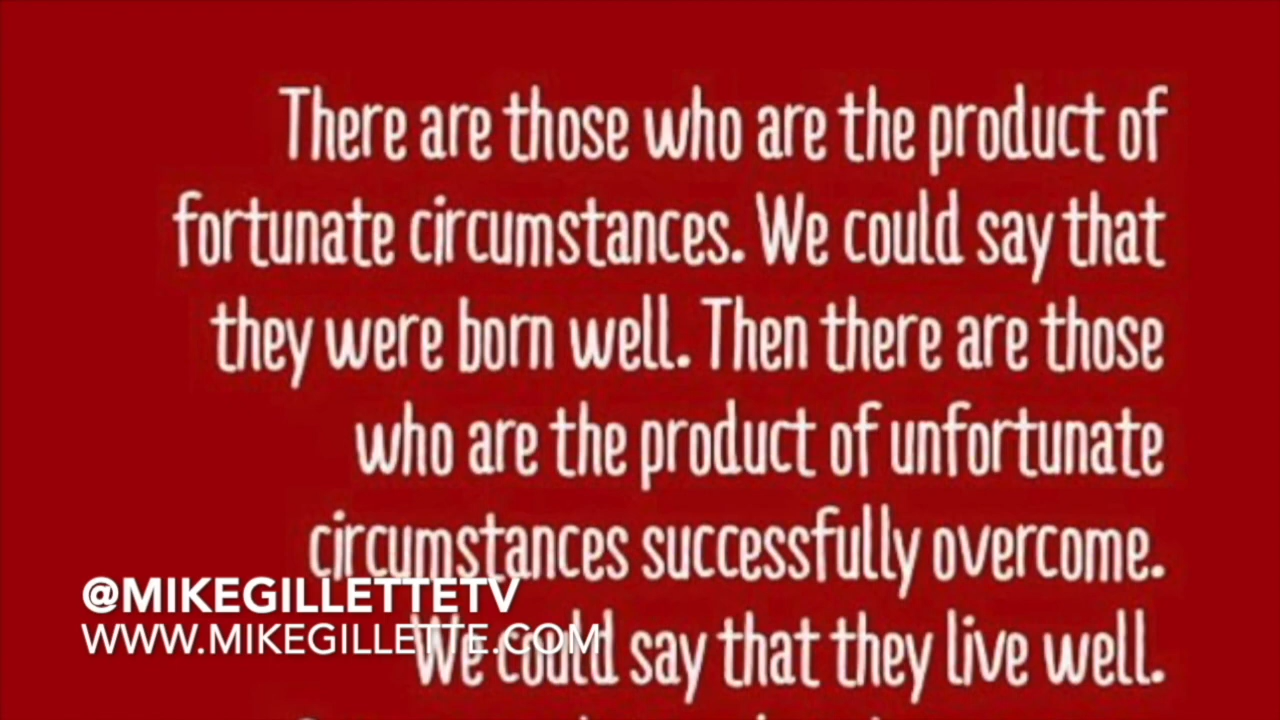 There are those who are the product of
fortunate circumstances. We could say that
they were born well. Then there are those
who are the product of unfortunate
circumstances successfully overcome.
@MIKEGILLETTETV
WWW.MIKEGILLETTE.COM
We could say that they live well.